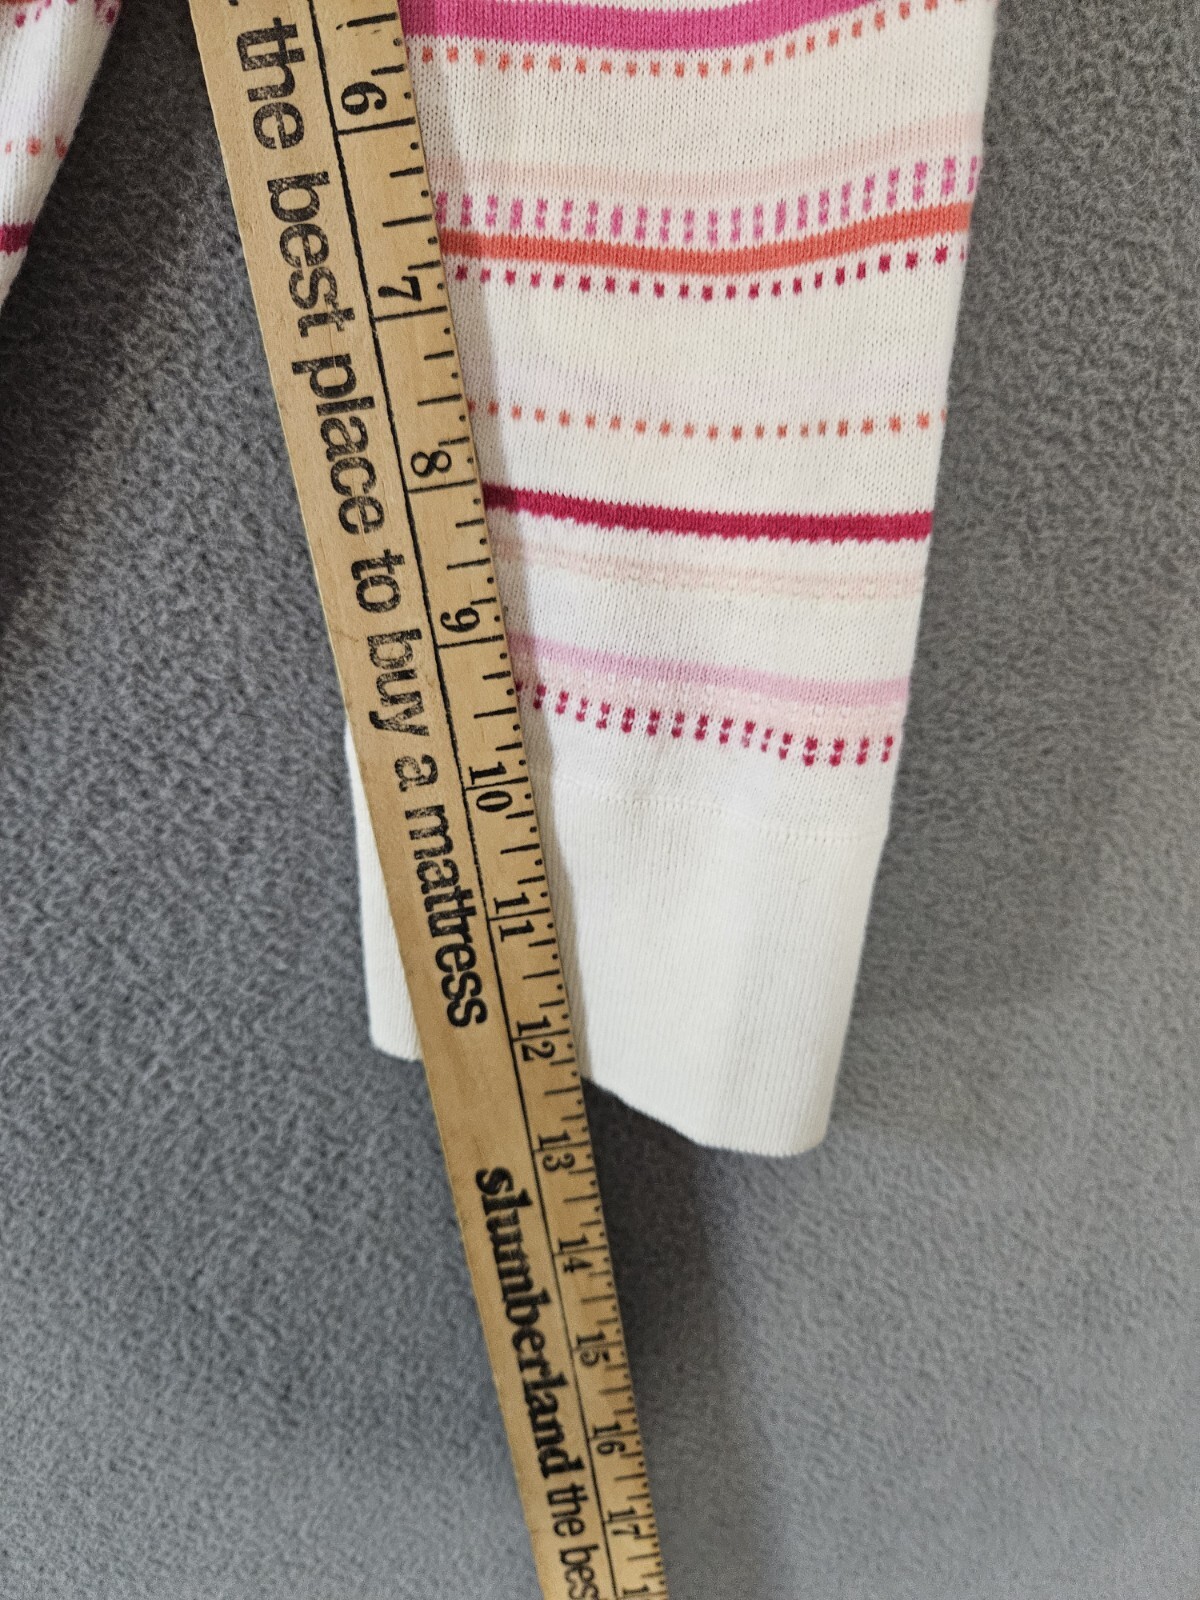 the best place to buy a mattress
slumberland the bes
6 7 8 9 10 11 12 13 14 15 16 17